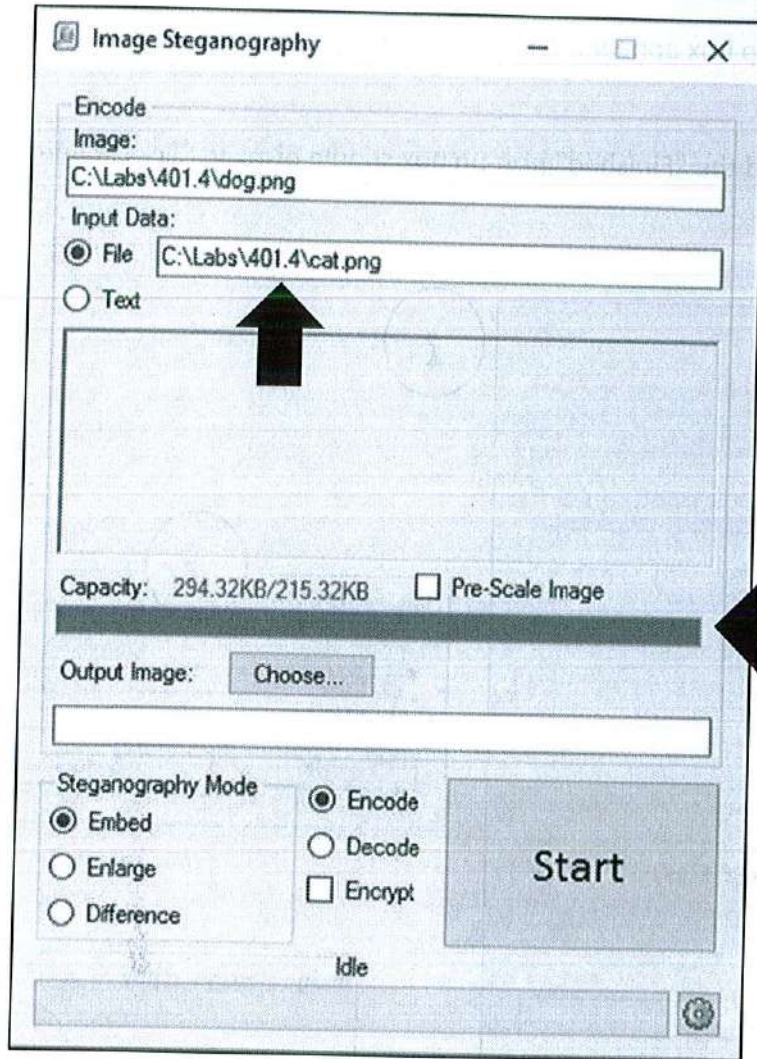 Image Steganography
Encode
Image:
C:\Labs\401.4\dog.png
Input Data:
File C:\Labs\401.4\cat.png
Text
Capacity: 294.32KB/215.32KB Pre-Scale Image
Output Image: Choose...
Steganography Mode
Embed
Enlarge
Difference
Encode
Decode
Encrypt
Start
Idle